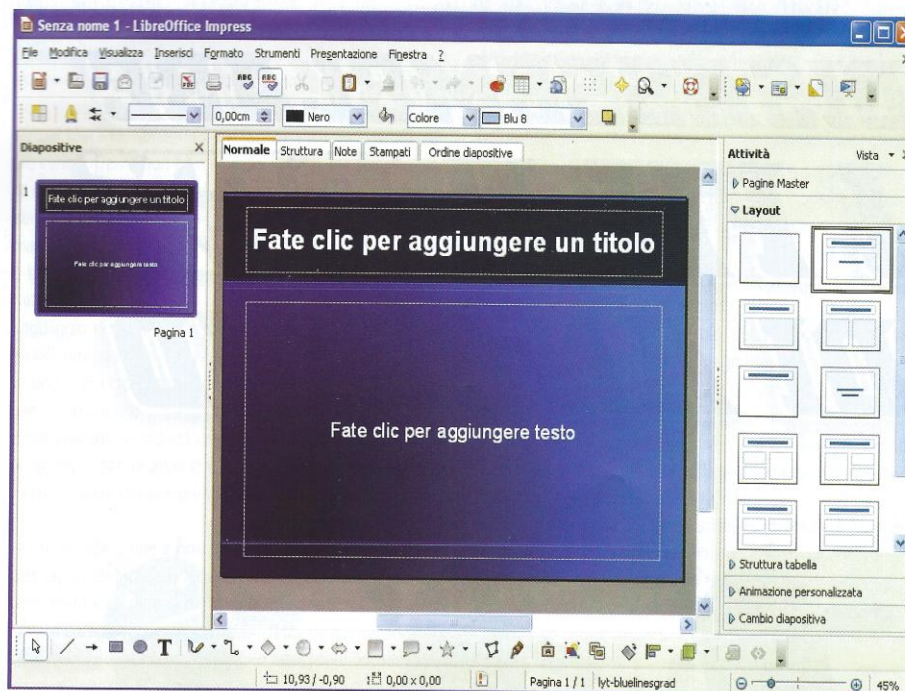 Senza nome 1 - LibreOffice Impress
File Modifica Visualizza Inserisci Formato Strumenti Presentazione Finestra ?
PDF ABC ABC
0,00cm Nero Colore Blu 8
Diapositive
1
Fate clic per aggiungere un titolo
Fate clic per aggiungere testo
Pagina 1
Normale Struttura Note Stampati Ordine diapositive
Fate clic per aggiungere un titolo
Fate clic per aggiungere testo
Attività Vista
Pagine Master
Layout
Struttura tabella
Animazione personalizzata
Cambio diapositiva
T
10,93 / -0,90 0,00 x 0,00 Pagina 1 / 1 lyt-bluelinesgrad 45%